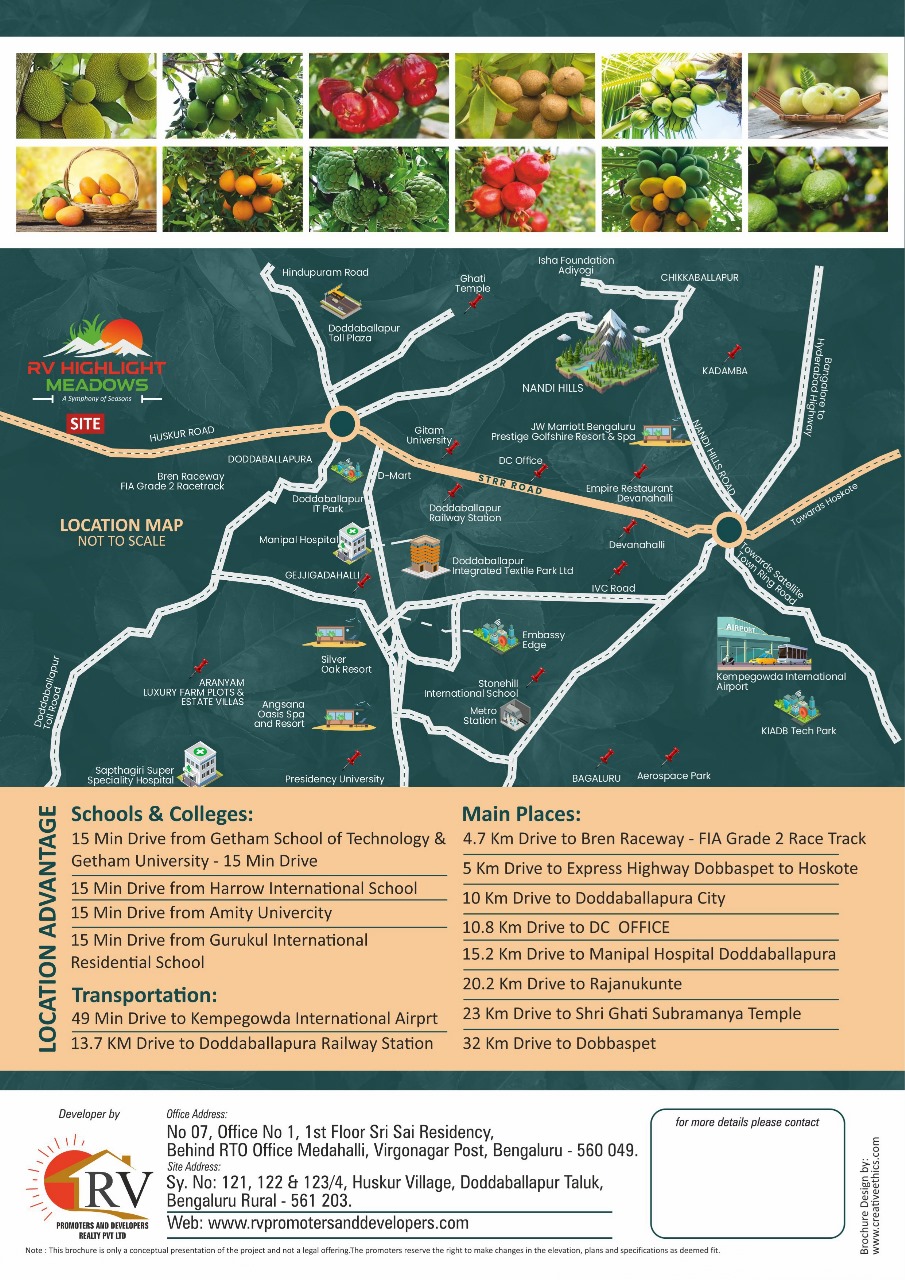 Hindupuram Road
Ghati
Temple
Isha Foundation
Adiyogi
CHIKKABALLAPUR
Doddaballapur
Toll Plaza
RV HIGHLIGHT
MEADOWS
A Symphony of Seasons
SITE
NANDI HILLS
KADAMBA
Bangalore to
Hyderabad Highway
HUSKUR ROAD
Gitam
University
JW Marriott Bengaluru
Prestige Golfshire Resort & Spa
NANDI HILLS ROAD
DODDABALLAPURA
Bren Raceway
FIA Grade 2 Racetrack
D-Mart
DC Office
STRR ROAD
Empire Restaurant
Devanahalli
Doddaballapur
IT Park
Doddaballapur
Railway Station
Towards Hoskote
LOCATION MAP
NOT TO SCALE
Manipal Hospital
Devanahalli
Doddaballapur
Integrated Textile Park Ltd
Towards Satellite
Town Ring Road
GEJJIGADAHALLI
IVC Road
AIRPORT
Embassy
Edge
Silver
Oak Resort
Doddaballapur
Toll Road
ARANYAM
LUXURY FARM PLOTS &
ESTATE VILLAS
Stonehill
International School
Kempegowda International
Airport
Angsana
Oasis Spa
and Resort
Metro
Station
KIADB Tech Park
Sapthagiri Super
Speciality Hospital
Presidency University
BAGALURU
Aerospace Park
LOCATION ADVANTAGE
Schools & Colleges:
15 Min Drive from Getham School of Technology &
Getham University - 15 Min Drive
15 Min Drive from Harrow International School
15 Min Drive from Amity Univercity
15 Min Drive from Gurukul International
Residential School
Transportation:
49 Min Drive to Kempegowda International Airprt
13.7 KM Drive to Doddaballapura Railway Station
Main Places:
4.7 Km Drive to Bren Raceway - FIA Grade 2 Race Track
5 Km Drive to Express Highway Dobbaspet to Hoskote
10 Km Drive to Doddaballapura City
10.8 Km Drive to DC OFFICE
15.2 Km Drive to Manipal Hospital Doddaballapura
20.2 Km Drive to Rajanukunte
23 Km Drive to Shri Ghati Subramanya Temple
32 Km Drive to Dobbaspet
Developer by
RV
PROMOTERS AND DEVELOPERS
REALTY PVT LTD
Office Address:
No 07, Office No 1, 1st Floor Sri Sai Residency,
Behind RTO Office Medahalli, Virgonagar Post, Bengaluru - 560 049.
Site Address:
Sy. No: 121, 122 & 123/4, Huskur Village, Doddaballapur Taluk,
Bengaluru Rural - 561 203.
Web: www.rvpromotersanddevelopers.com
for more details please contact
Brochure Design by:
www.creativeethics.com
Note : This brochure is only a conceptual presentation of the project and not a legal offering.The promoters reserve the right to make changes in the elevation, plans and specifications as deemed fit.